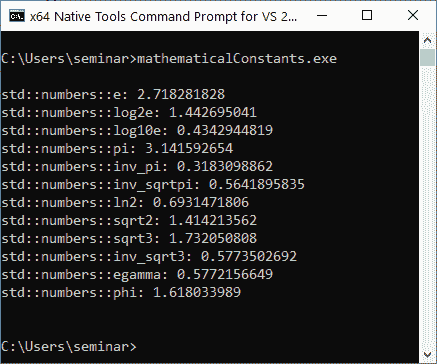 x64 Native Tools Command Prompt for VS 2...
C:\Users\seminar>mathematicalConstants.exe
std::numbers::e: 2.718281828
std::numbers::log2e: 1.442695041
std::numbers::log10e: 0.4342944819
std::numbers::pi: 3.141592654
std::numbers::inv_pi: 0.3183098862
std::numbers::inv_sqrtpi: 0.5641895835
std::numbers::ln2: 0.6931471806
std::numbers::sqrt2: 1.414213562
std::numbers::sqrt3: 1.732050808
std::numbers::inv_sqrt3: 0.5773502692
std::numbers::egamma: 0.5772156649
std::numbers::phi: 1.618033989
C:\Users\seminar>